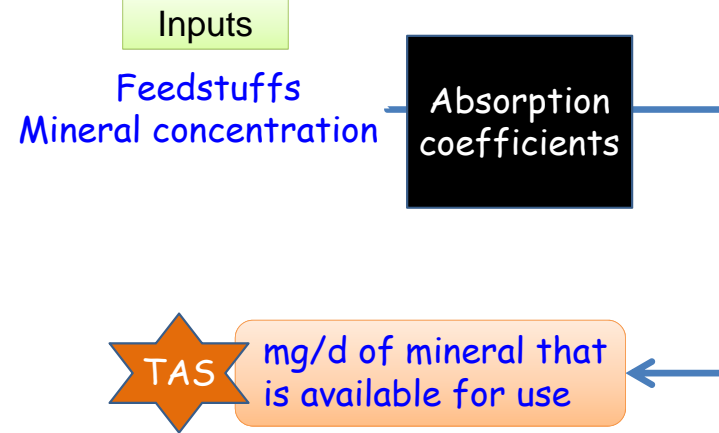 Inputs
Feedstuffs
Mineral concentration
Absorption
coefficients
TAS
mg/d of mineral that
is available for use